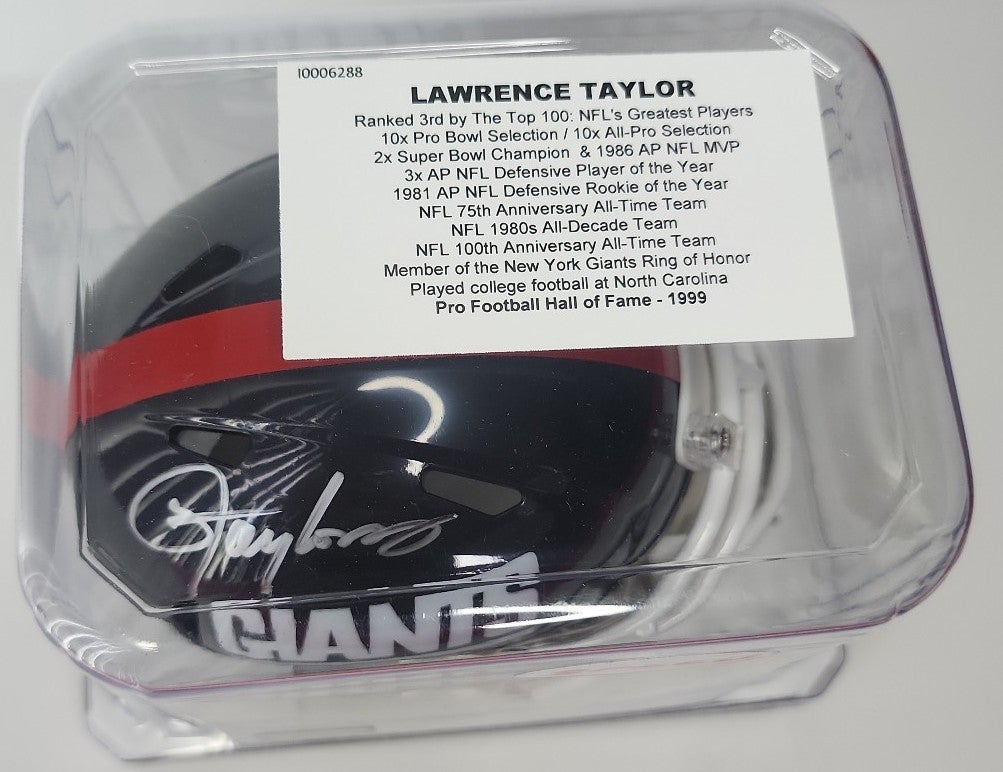 I0006288
LAWRENCE TAYLOR
Ranked 3rd by The Top 100: NFL's Greatest Players
10x Pro Bowl Selection / 10x All-Pro Selection
2x Super Bowl Champion & 1986 AP NFL MVP
3x AP NFL Defensive Player of the Year
1981 AP NFL Defensive Rookie of the Year
NFL 75th Anniversary All-Time Team
NFL 1980s All-Decade Team
NFL 100th Anniversary All-Time Team
Member of the New York Giants Ring of Honor
Played college football at North Carolina
Pro Football Hall of Fame - 1999
GIANTS